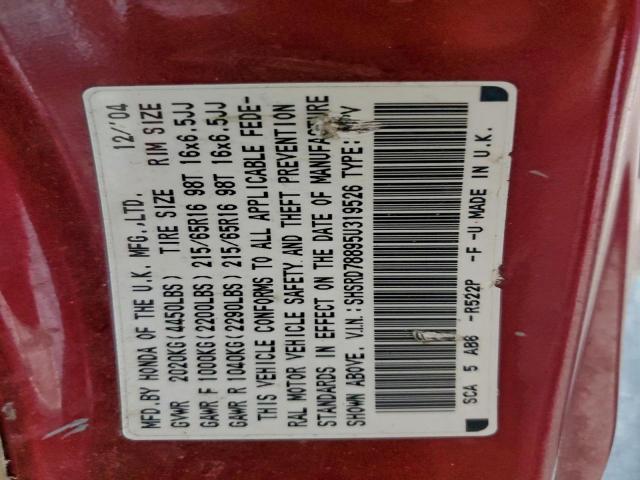 MFD.BY HONDA OF THE U.K. MFG.,LTD. 12/'04
GVWR 2020KG(4450LBS) TIRE SIZE RIM SIZE
GAWR F 1000KG(2200LBS) 215/65R16 98T 16x6.5JJ
GAWR R 1040KG(2290LBS) 215/65R16 98T 16x6.5JJ
THIS VEHICLE CONFORMS TO ALL APPLICABLE FEDE-
RAL MOTOR VEHICLE SAFETY AND THEFT PREVENTION
STANDARDS IN EFFECT ON THE DATE OF MANUFACTURE
SHOWN ABOVE. V.I.N.:SHSRD78895U319526 TYPE:
SCA 5 AB6 -R522P -F -U MADE IN U.K.